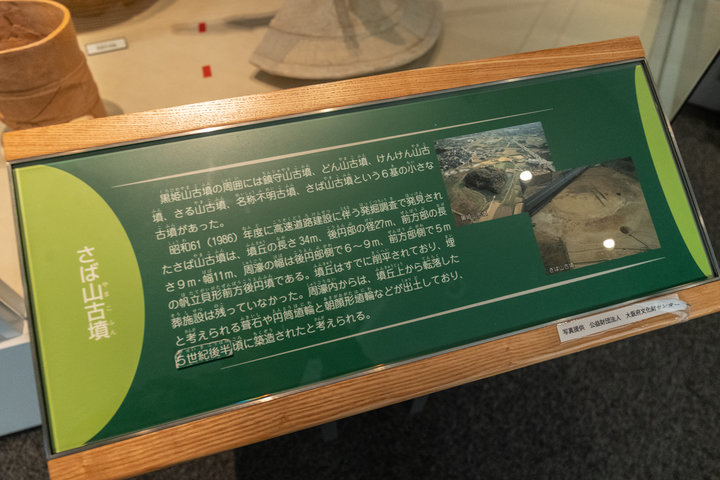 さば山古墳
黒姫山古墳の周囲には鎮守山古墳、どん山古墳、けんけん山古
墳、さる山古墳、名称不明古墳、さば山古墳という6基の小さな
古墳があった。
昭和61（1986）年度に高速道路建設に伴う発掘調査で発見され
たさば山古墳は、墳丘の長さ34m、後円部の径27m、前方部の長
さ9m・幅11m、周濠の幅は後円部側で6～9m、前方部側で5m
の帆立貝形前方後円墳である。墳丘はすでに削平されており、埋
葬施設は残っていなかった。周濠内からは、墳丘上から転落した
と考えられる葺石や円筒埴輪と朝顔形埴輪などが出土しており、
5世紀後半頃に築造されたと考えられる。
さば山古墳
写真提供 公益財団法人 大阪府文化財セ